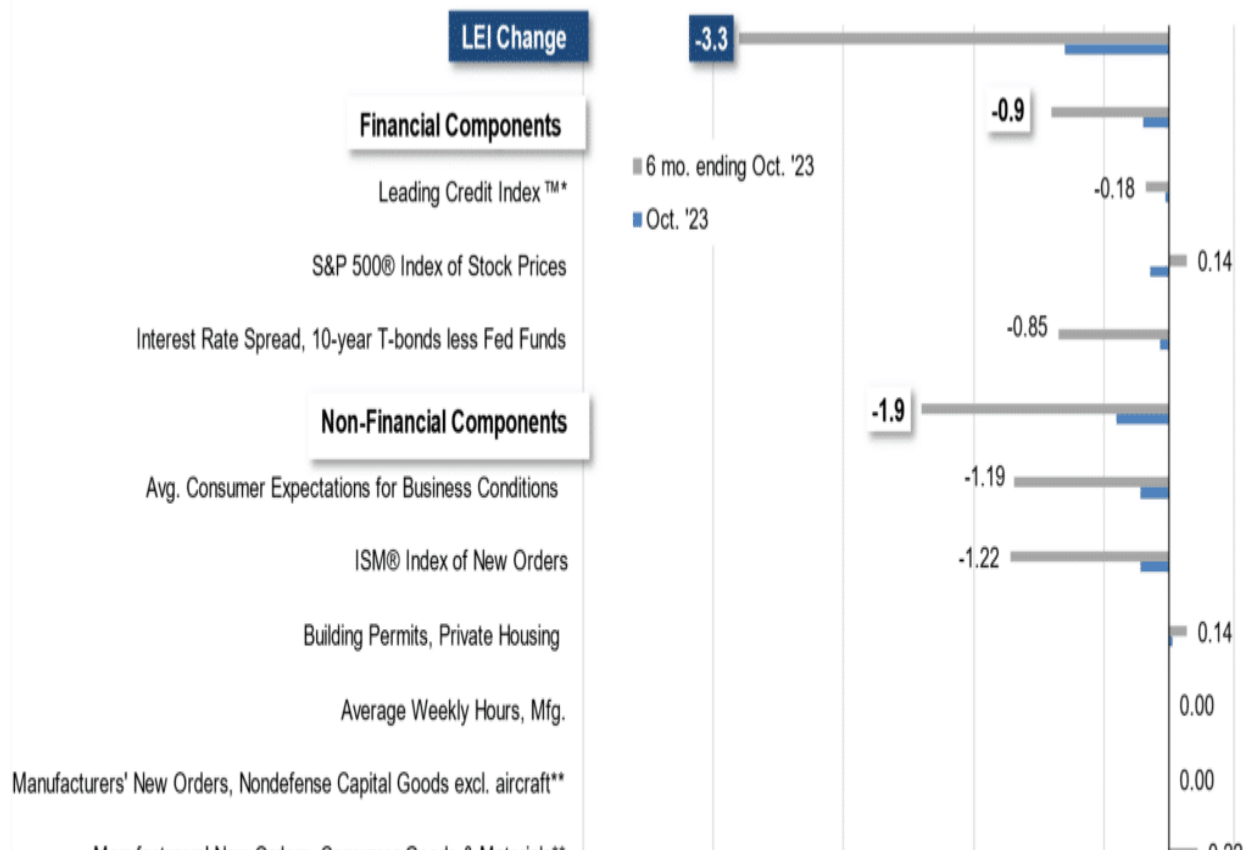 LEI Change
-3.3
Financial Components
-0.9
6 mo. ending Oct. '23
Leading Credit Index ™*
-0.18
Oct. '23
S&P 500® Index of Stock Prices
0.14
Interest Rate Spread, 10-year T-bonds less Fed Funds
-0.85
Non-Financial Components
-1.9
Avg. Consumer Expectations for Business Conditions
-1.19
ISM® Index of New Orders
-1.22
Building Permits, Private Housing
0.14
Average Weekly Hours, Mfg.
0.00
Manufacturers' New Orders, Nondefense Capital Goods excl. aircraft**
0.00